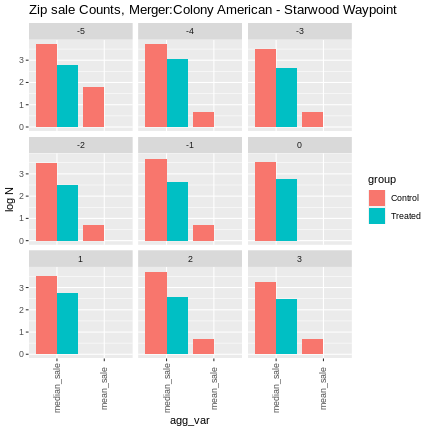 Zip sale Counts, Merger:Colony American - Starwood Waypoint
-5 -4 -3
3
2
1
0
-2 -1 0
3
2
1
0
1 2 3
3
2
1
0
log N
median_sale mean_sale median_sale mean_sale median_sale mean_sale
agg_var
group
Control
Treated